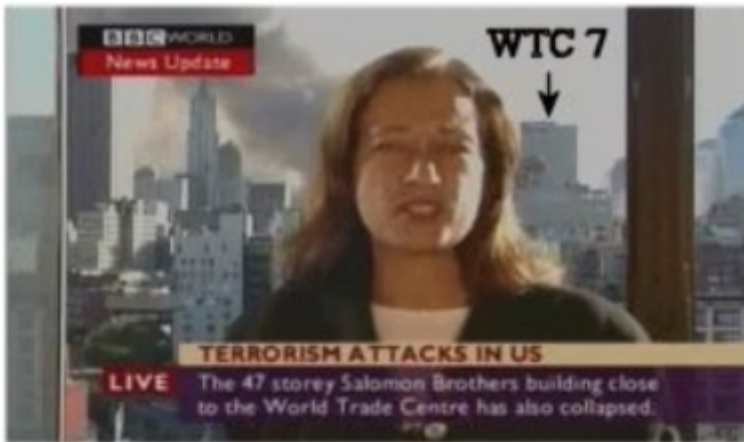 BBC WORLD
News Update
WTC 7
TERRORISM ATTACKS IN US
LIVE
The 47 storey Salomon Brothers building close
to the World Trade Centre has also collapsed.